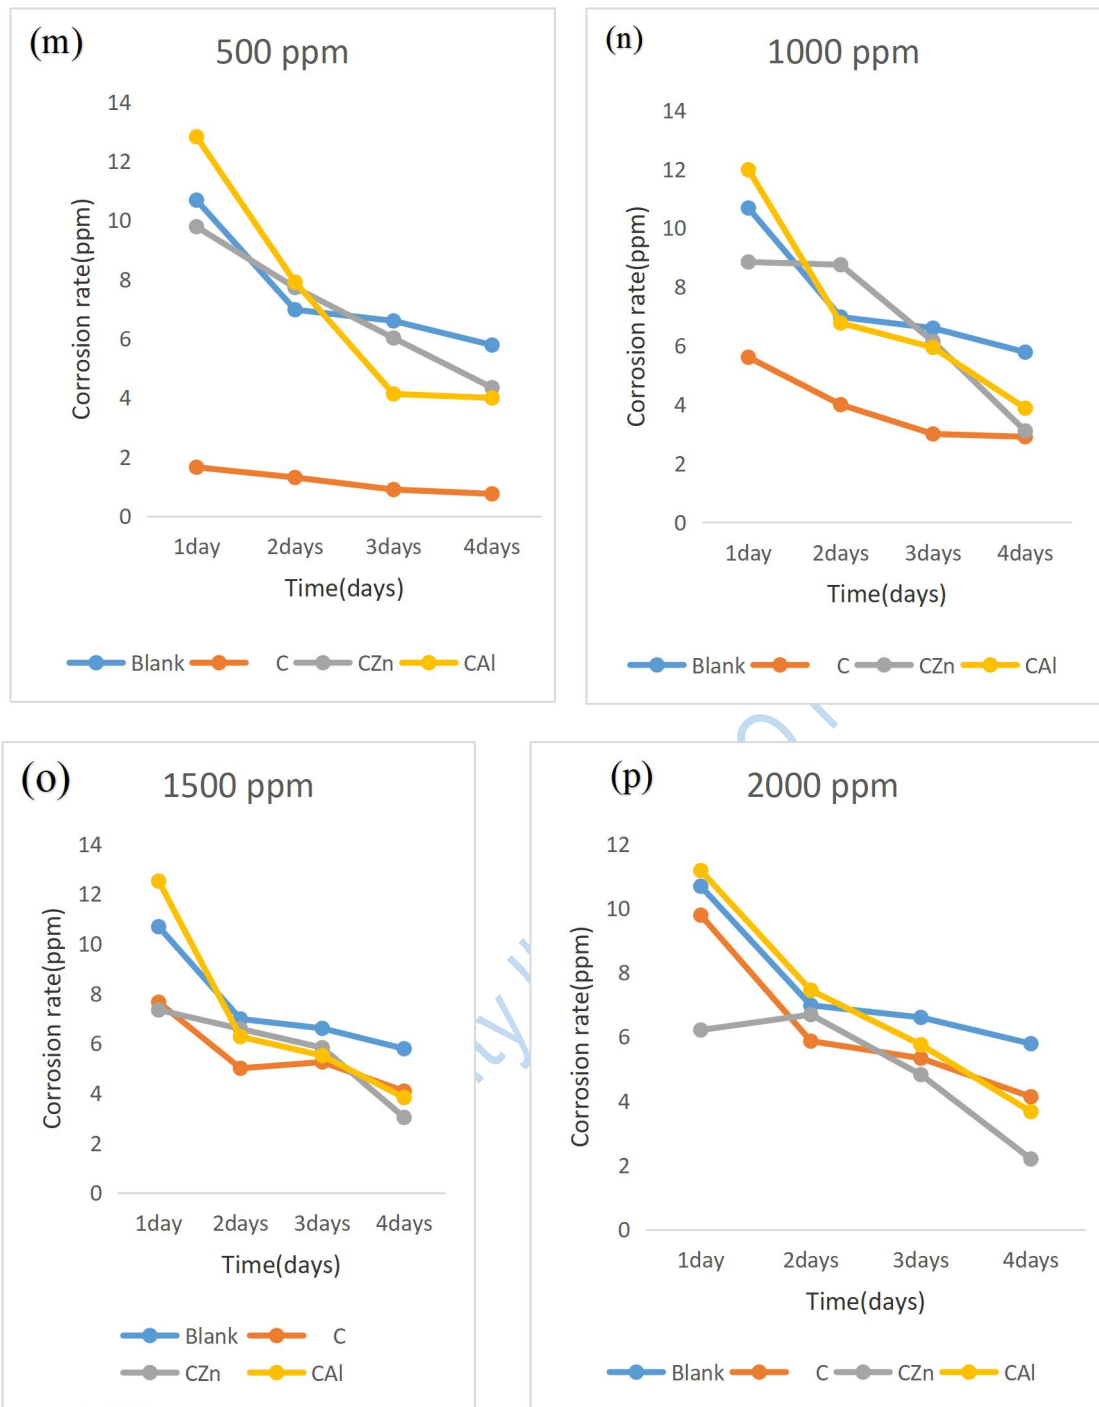 (m)
500 ppm
14
12
10
8
6
4
2
0
Corrosion rate(ppm)
1day 2days 3days 4days
Time(days)
Blank C CZn CAl
(n)
1000 ppm
14
12
10
8
6
4
2
0
Corrosion rate(ppm)
1day 2days 3days 4days
Time(days)
Blank C CZn CAl
(o)
1500 ppm
14
12
10
8
6
4
2
0
Corrosion rate(ppm)
1day 2days 3days 4days
Time(days)
Blank C
CZn CAl
(p)
2000 ppm
12
10
8
6
4
2
0
Corrosion rate(ppm)
1day 2days 3days 4days
Time(days)
Blank C CZn CAl